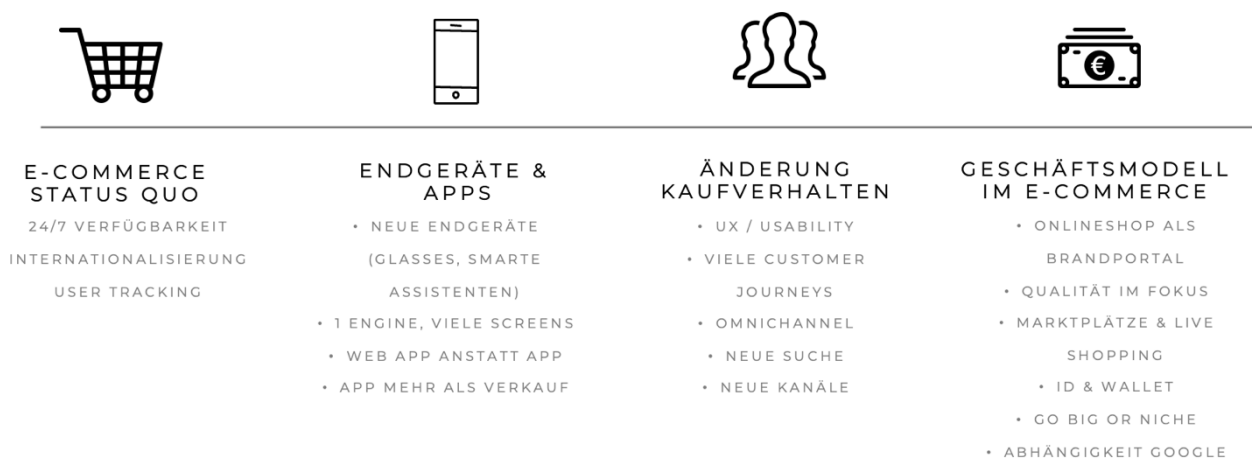 E-COMMERCE
STATUS QUO
24/7 VERFÜGBARKEIT
INTERNATIONALISIERUNG
USER TRACKING
ENDGERÄTE &
APPS
• NEUE ENDGERÄTE
(GLASSES, SMARTE
ASSISTENTEN)
• 1 ENGINE, VIELE SCREENS
• WEB APP ANSTATT APP
• APP MEHR ALS VERKAUF
ÄNDERUNG
KAUFVERHALTEN
• UX / USABILITY
• VIELE CUSTOMER
JOURNEYS
• OMNICHANNEL
• NEUE SUCHE
• NEUE KANÄLE
€
GESCHÄFTSMODELL
IM E-COMMERCE
• ONLINESHOP ALS
BRANDPORTAL
• QUALITÄT IM FOKUS
• MARKTPLÄTZE & LIVE
SHOPPING
• ID & WALLET
• GO BIG OR NICHE
• ABHÄNGIGKEIT GOOGLE